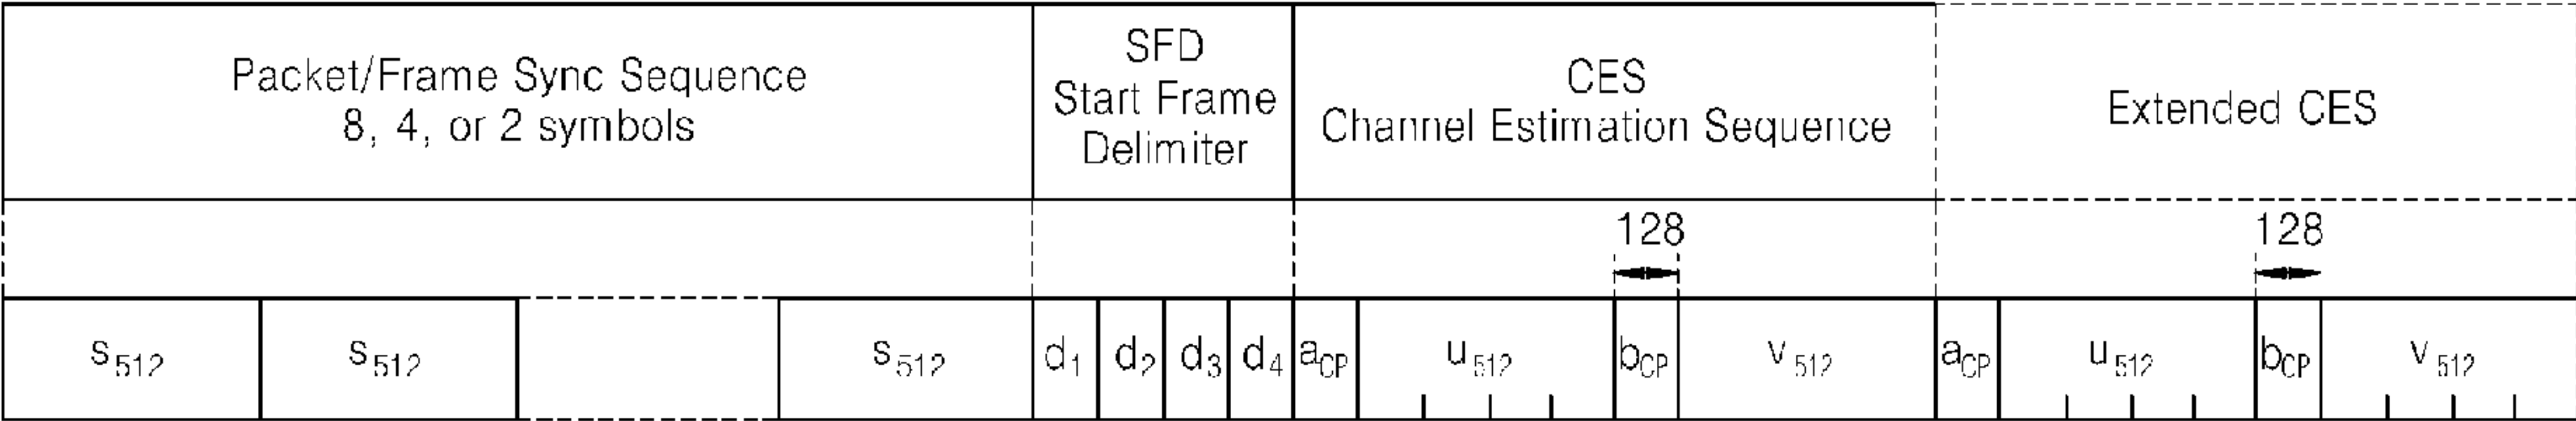 Packet/Frame Sync Sequence
8, 4, or 2 symbols
SFD
Start Frame
Delimiter
CES
Channel Estimation Sequence
Extended CES
128
128
s512
s512
s512
d1
d2
d3
d4
aCP
u512
bCP
v512
aCP
u512
bCP
v512